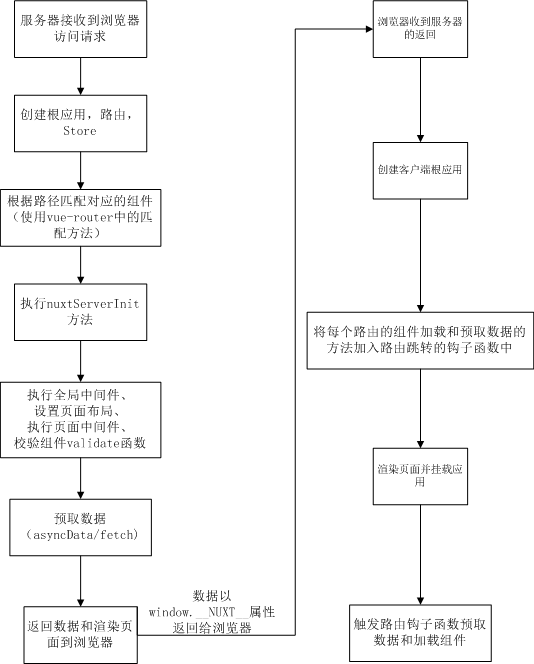 服务器接收到浏览器
访问请求
创建根应用，路由，
Store
根据路径匹配对应的组件
（使用vue-router中的匹
配方法）
执行nuxtServerInit
方法
执行全局中间件、
设置页面布局、
执行页面中间件、
校验组件validate函数
预取数据
（asyncData/fetch）
返回数据和渲染页
面到浏览器
数据以
window.__NUXT__属性
返回给浏览器
浏览器收到服务器
的返回
创建客户端根应用
将每个路由的组件加载和预取数据的
方法加入路由跳转的钩子函数中
渲染页面并挂载应
用
触发路由钩子函数预取
数据和加载组件